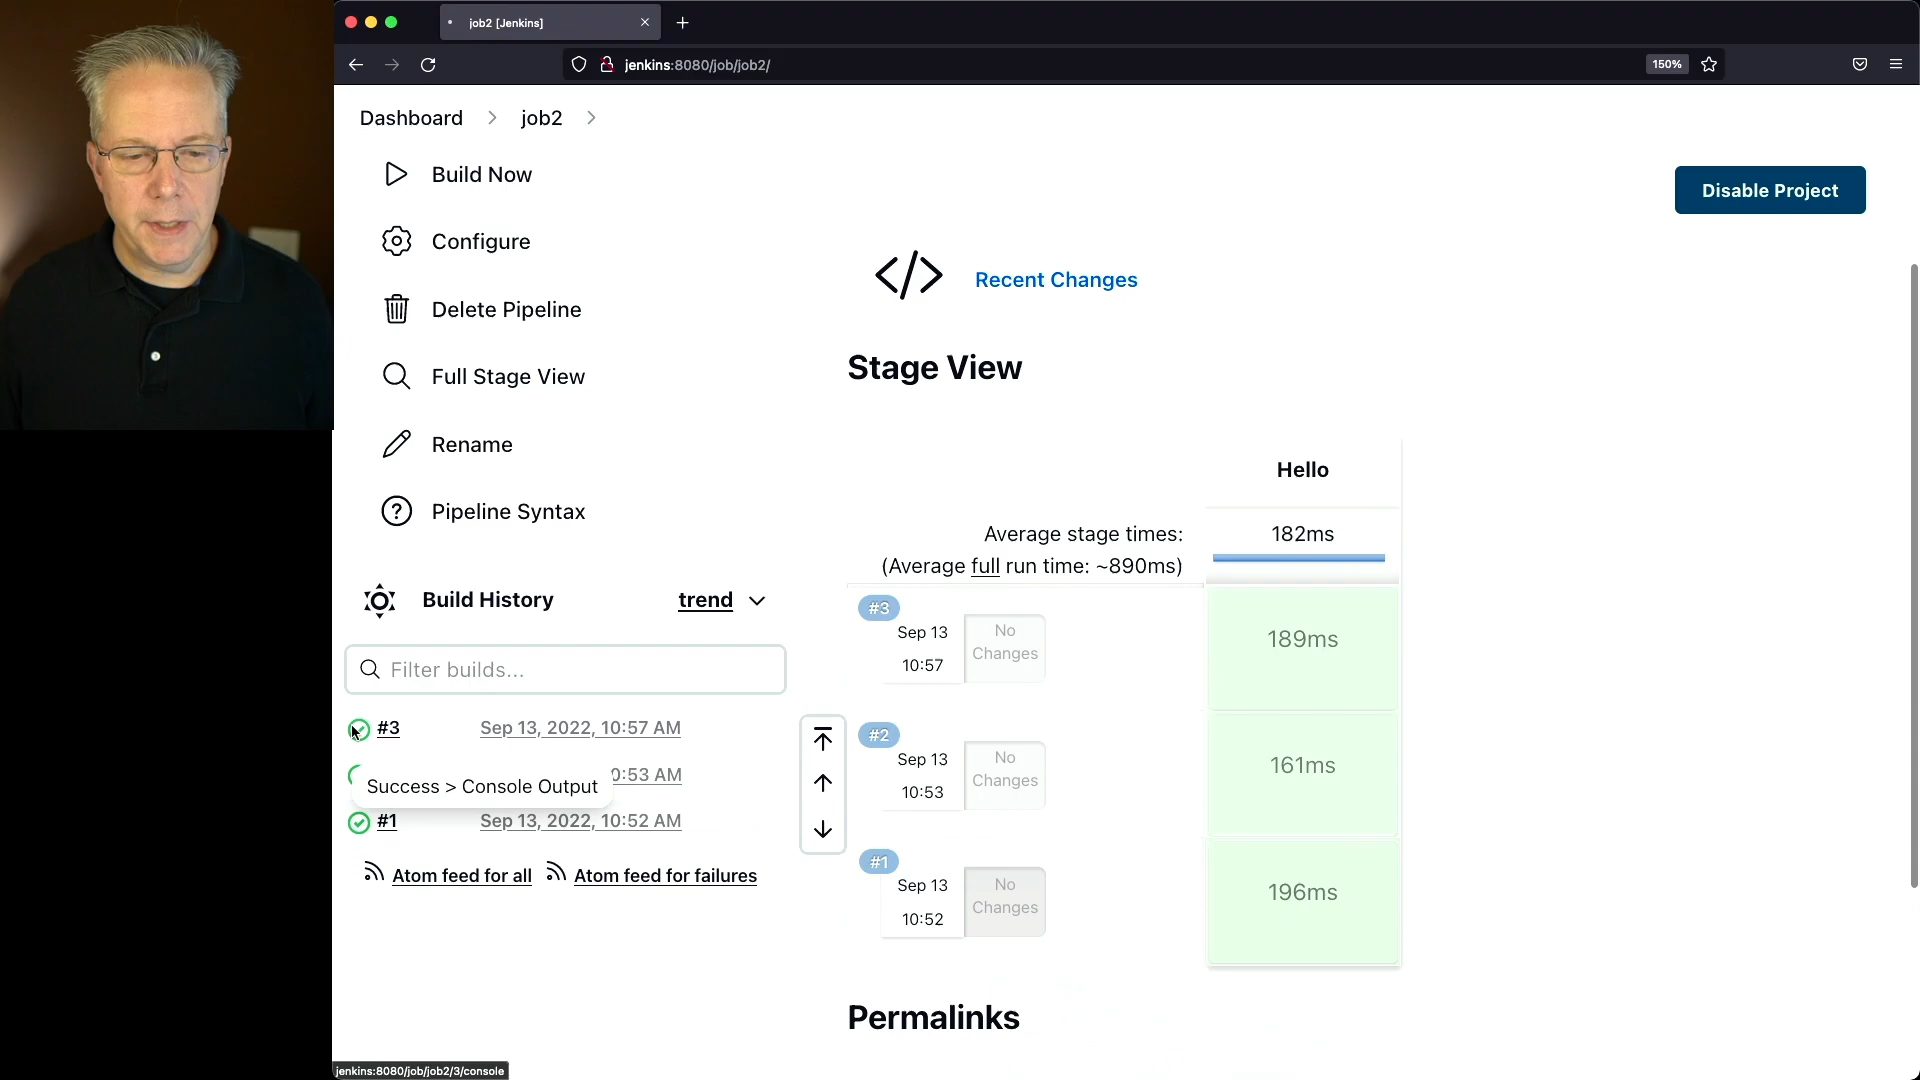 job2 [Jenkins]
jenkins:8080/job/job2/
150%
Dashboard
job2
Build Now
Configure
Delete Pipeline
Full Stage View
Rename
Pipeline Syntax
Build History
trend
Filter builds...
#3 Sep 13, 2022, 10:57 AM
0:53 AM
Success > Console Output
#1 Sep 13, 2022, 10:52 AM
Atom feed for all
Atom feed for failures
Disable Project
Recent Changes
Stage View
Hello
Average stage times:
182ms
(Average full run time: ~890ms)
#3
Sep 13
10:57
No
Changes
189ms
#2
Sep 13
10:53
No
Changes
161ms
#1
Sep 13
10:52
No
Changes
196ms
Permalinks
jenkins:8080/job/job2/3/console